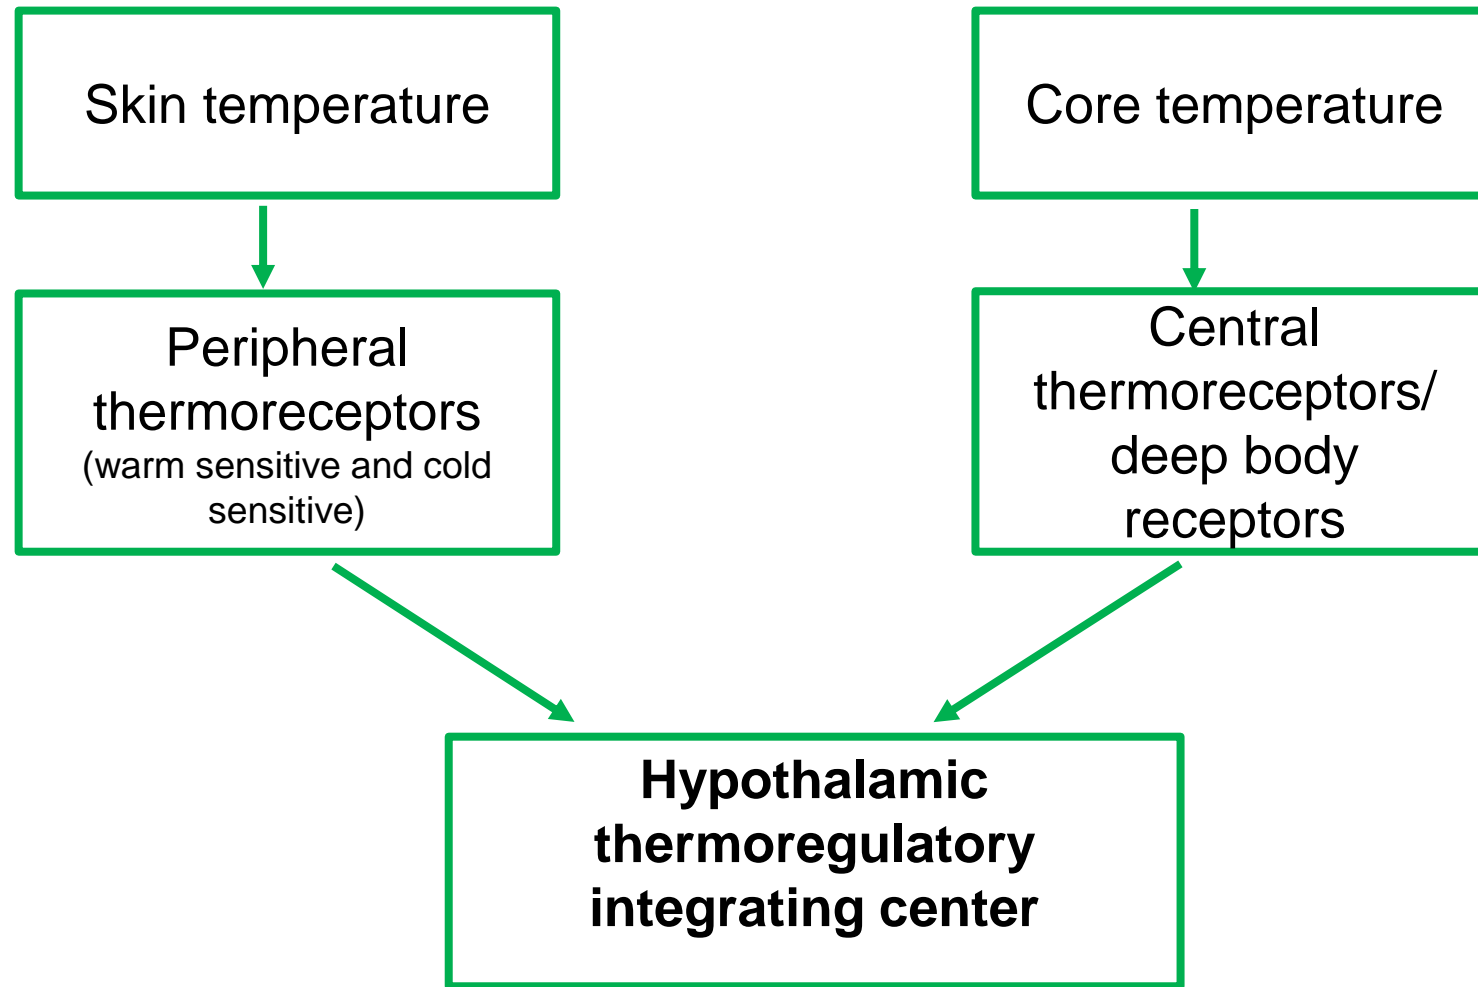 Skin temperature
Core temperature
Peripheral
thermoreceptors
(warm sensitive and cold
sensitive)
Central
thermoreceptors/
deep body
receptors
Hypothalamic
thermoregulatory
integrating center